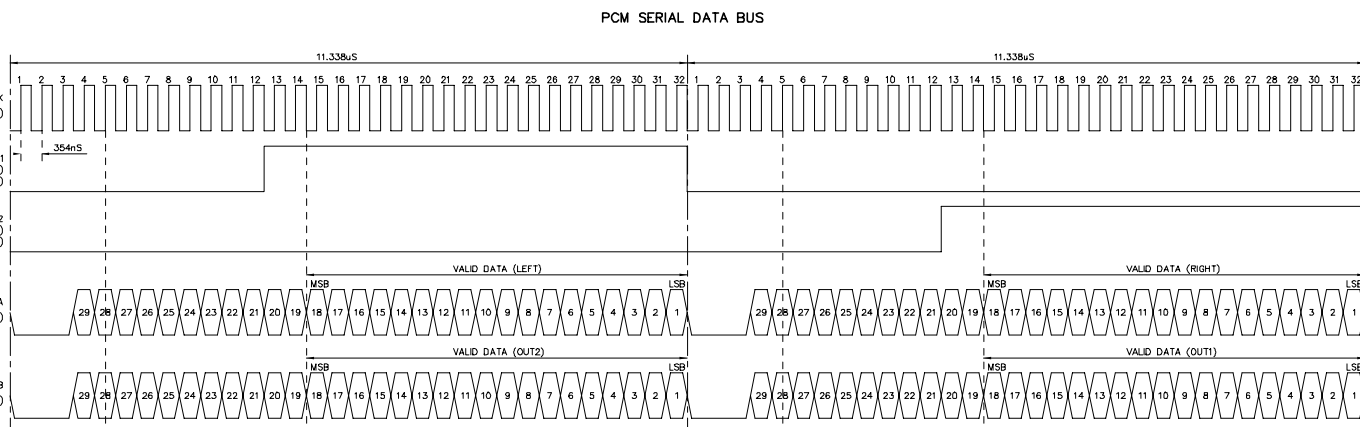 PCM SERIAL DATA BUS
11.338uS 11.338uS
1 2 3 4 5 6 7 8 9 10 11 12 13 14 15 16 17 18 19 20 21 22 23 24 25 26 27 28 29 30 31 32 1 2 3 4 5 6 7 8 9 10 11 12 13 14 15 16 17 18 19 20 21 22 23 24 25 26 27 28 29 30 31 32
354nS
VALID DATA (LEFT) VALID DATA (RIGHT)
MSB LSB MSB LSB
29 28 27 26 25 24 23 22 21 20 19 18 17 16 15 14 13 12 11 10 9 8 7 6 5 4 3 2 1 29 28 27 26 25 24 23 22 21 20 19 18 17 16 15 14 13 12 11 10 9 8 7 6 5 4 3 2 1
VALID DATA (OUT2) VALID DATA (OUT1)
MSB LSB MSB LSB
29 28 27 26 25 24 23 22 21 20 19 18 17 16 15 14 13 12 11 10 9 8 7 6 5 4 3 2 1 29 28 27 26 25 24 23 22 21 20 19 18 17 16 15 14 13 12 11 10 9 8 7 6 5 4 3 2 1